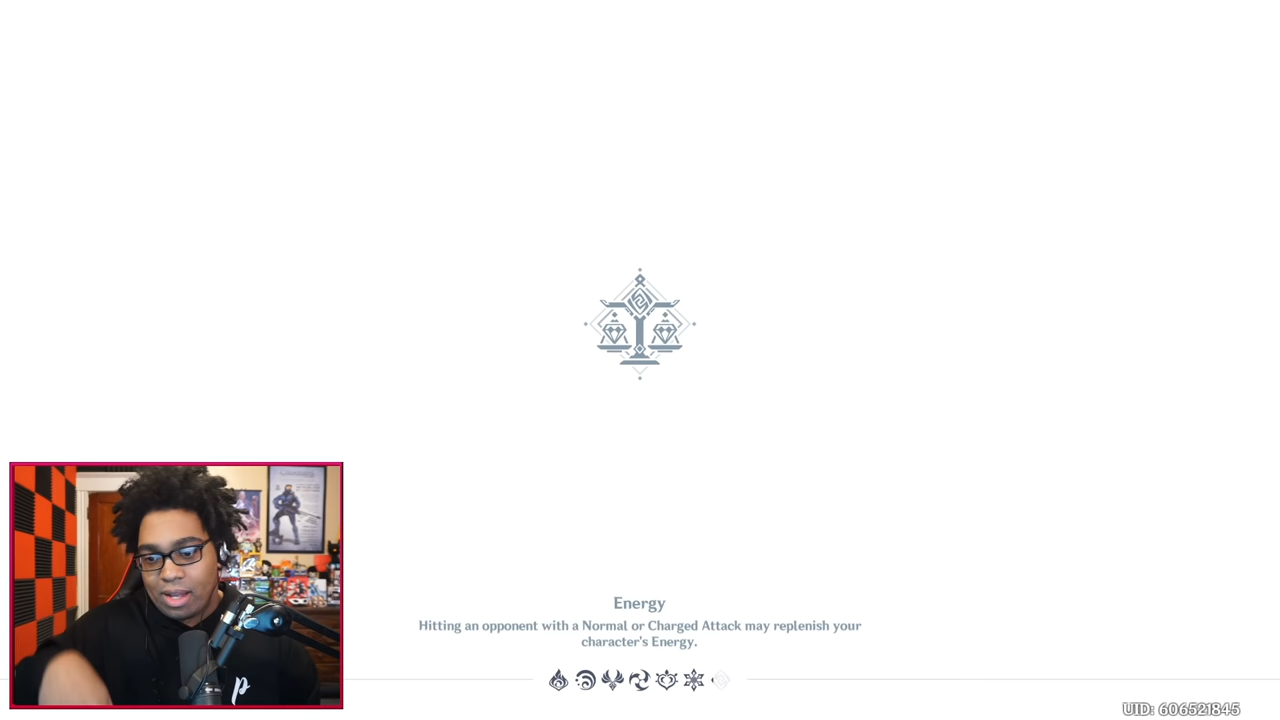 Energy
Hitting an opponent with a Normal or Charged Attack may replenish your
character's Energy.
p
UID: 606521845